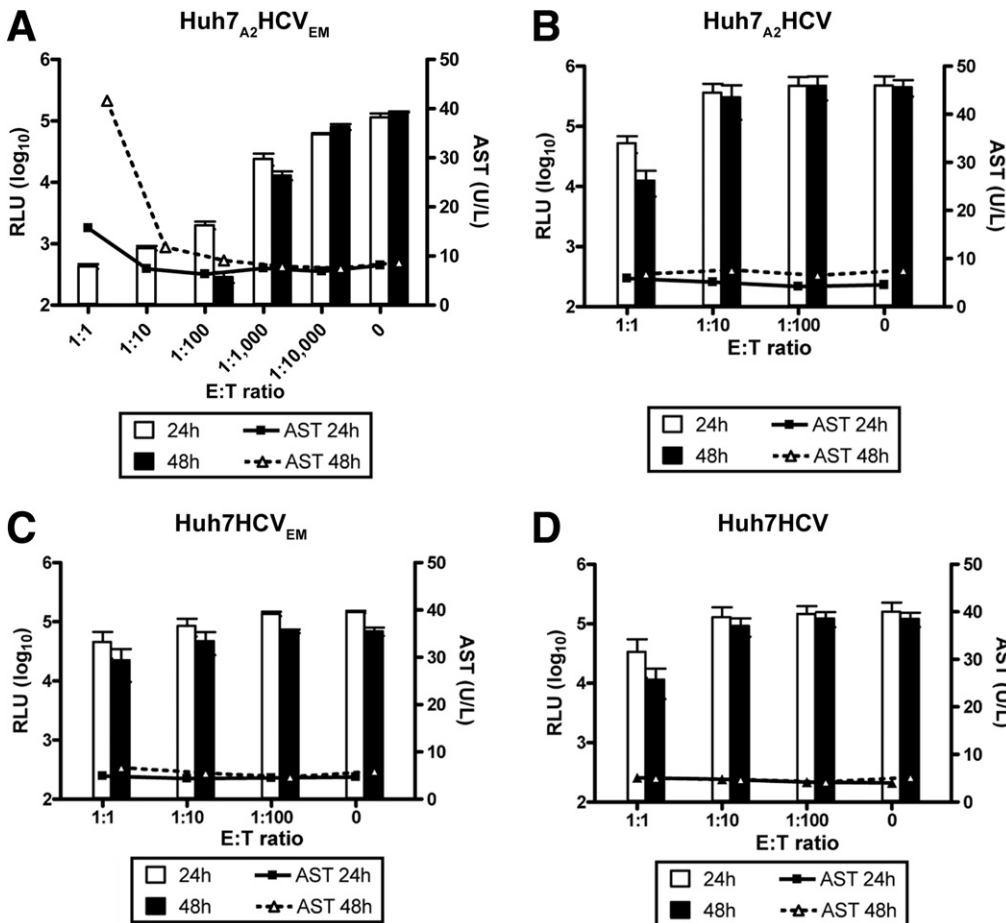 A
Huh7A2HCVEM
RLU (log10)
6
5
4
3
2
50
40
30
20
10
0
AST (U/L)
1:1
1:10
1:100
1:1,000
1:10,000
0
E:T ratio
24h
AST 24h
48h
AST 48h
B
Huh7A2HCV
RLU (log10)
6
5
4
3
2
50
40
30
20
10
0
AST (U/L)
1:1
1:10
1:100
0
E:T ratio
24h
AST 24h
48h
AST 48h
C
Huh7HCVEM
RLU (log10)
6
5
4
3
2
50
40
30
20
10
0
AST (U/L)
1:1
1:10
1:100
0
E:T ratio
24h
AST 24h
48h
AST 48h
D
Huh7HCV
RLU (log10)
6
5
4
3
2
50
40
30
20
10
0
AST (U/L)
1:1
1:10
1:100
0
E:T ratio
24h
AST 24h
48h
AST 48h